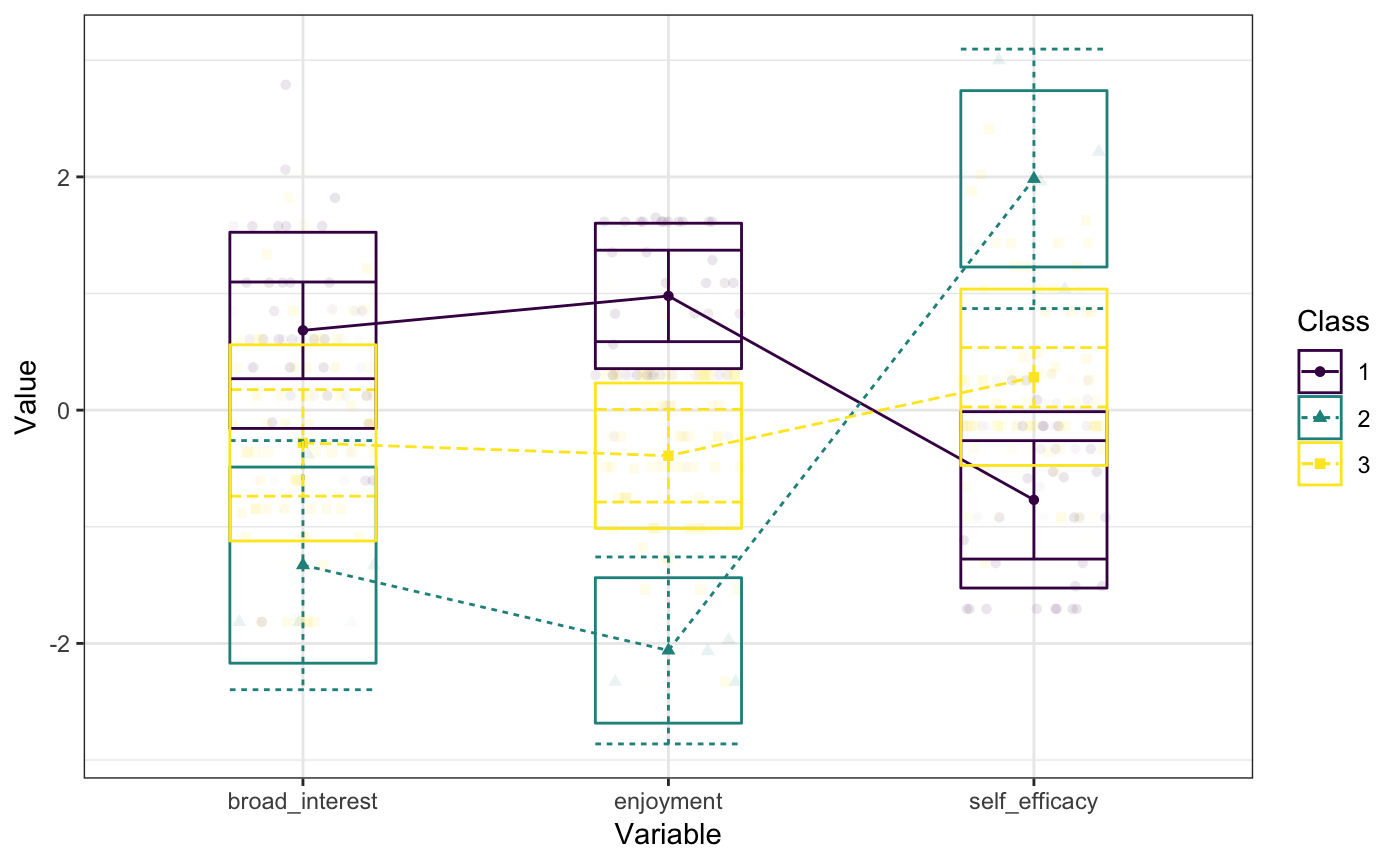 Value
2
0
-2
broad_interest
enjoyment
self_efficacy
Variable
Class
1
2
3